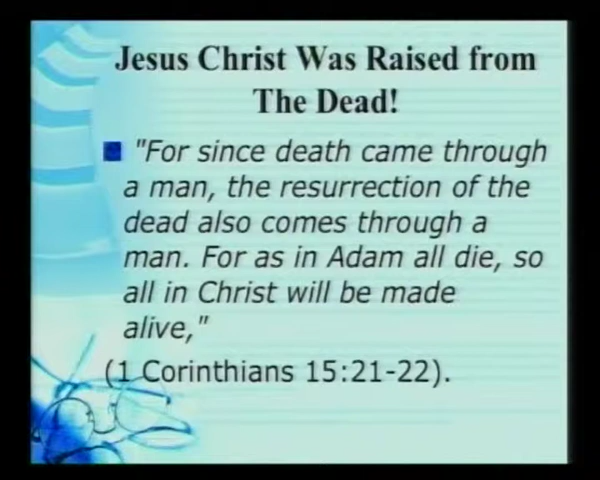 Jesus Christ Was Raised from
The Dead!
"For since death came through
a man, the resurrection of the
dead also comes through a
man. For as in Adam all die, so
all in Christ will be made
alive,"
(1 Corinthians 15:21-22).